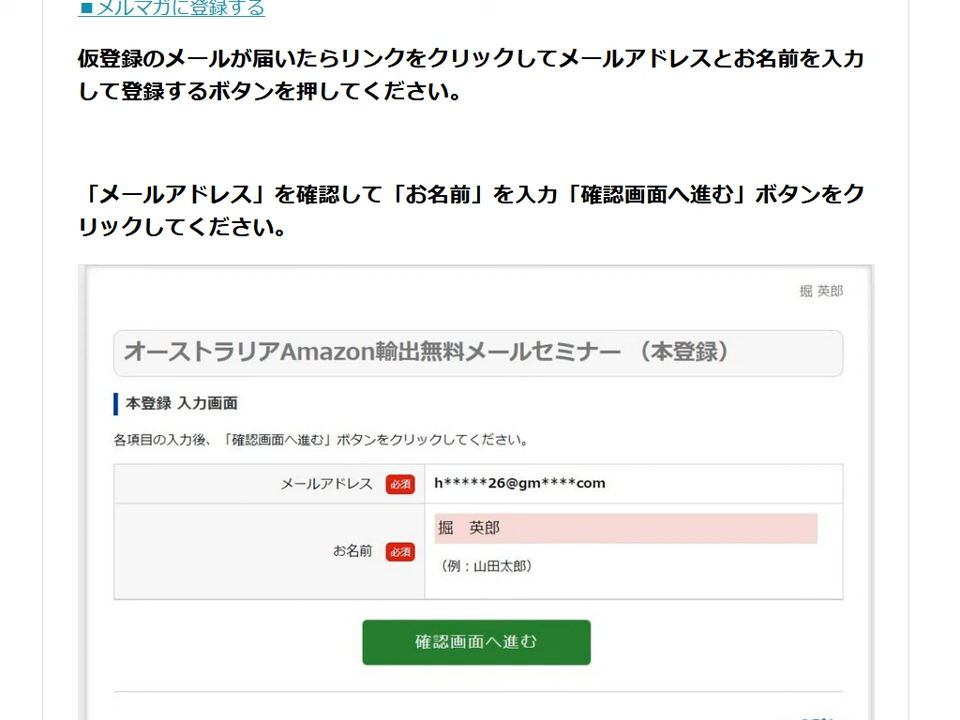 ■メルマガに登録する
仮登録のメールが届いたらリンクをクリックしてメールアドレスとお名前を入力
して登録するボタンを押してください。
「メールアドレス」を確認して「お名前」を入力「確認画面へ進む」ボタンをク
リックしてください。
掘 英郎
オーストラリアAmazon輸出無料メールセミナー （本登録）
本登録 入力画面
各項目の入力後、「確認画面へ進む」ボタンをクリックしてください。
メールアドレス 必須 h*****26@gm****com
掘　英郎
お名前 必須
（例：山田太郎）
確認画面へ進む